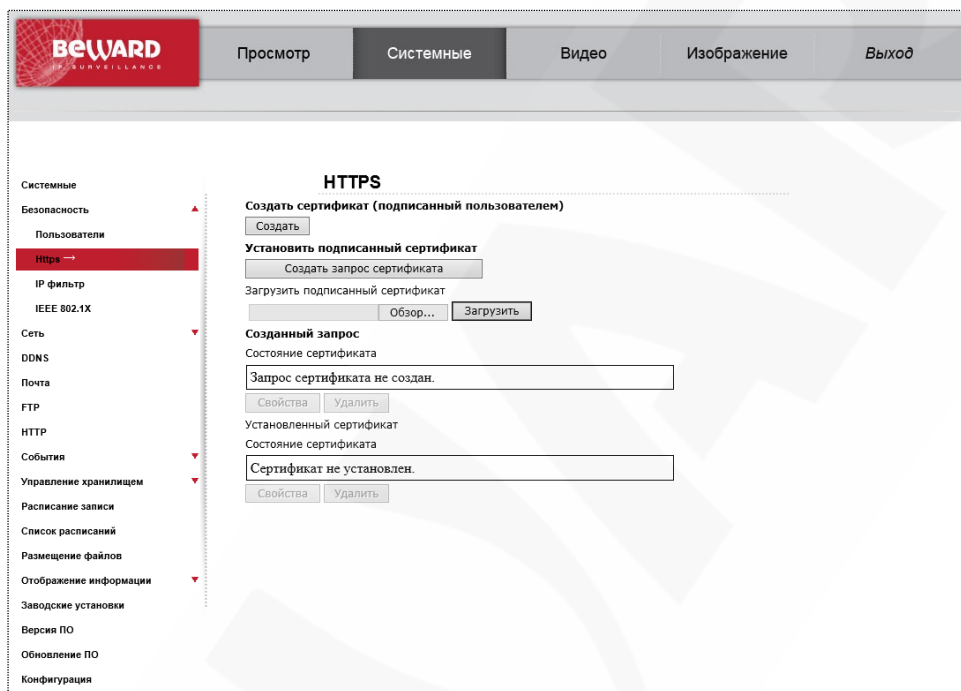 BEWARD
IP SURVEILLANCE
Просмотр
Системные
Видео
Изображение
Выход
Системные
Безопасность
Пользователи
Https →
IP фильтр
IEEE 802.1X
Сеть
DDNS
Почта
FTP
HTTP
События
Управление хранилищем
Расписание записи
Список расписаний
Размещение файлов
Отображение информации
Заводские установки
Версия ПО
Обновление ПО
Конфигурация
HTTPS
Создать сертификат (подписанный пользователем)
Создать
Установить подписанный сертификат
Создать запрос сертификата
Загрузить подписанный сертификат
Обзор... Загрузить
Созданный запрос
Состояние сертификата
Запрос сертификата не создан.
Свойства Удалить
Установленный сертификат
Состояние сертификата
Сертификат не установлен.
Свойства Удалить